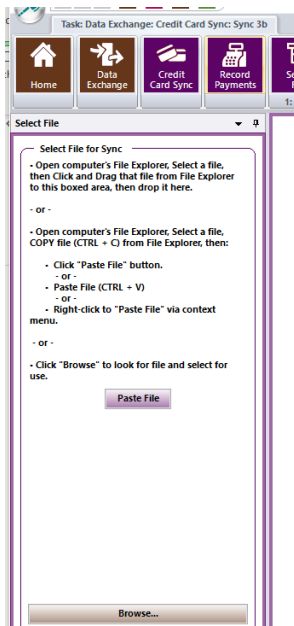 Task: Data Exchange: Credit Card Sync: Sync 3b
Home
Data
Exchange
Credit
Card Sync
Record
Payments
1:
Select File
Select File for Sync
• Open computer's File Explorer, Select a file,
then Click and Drag that file from File Explorer
to this boxed area, then drop it here.
- or -
• Open computer's File Explorer, Select a file,
COPY file (CTRL + C) from File Explorer, then:
• Click "Paste File" button.
- or -
• Paste File (CTRL + V)
- or -
• Right-click to "Paste File" via context
menu.
- or -
• Click "Browse" to look for file and select for
use.
Paste File
Browse...